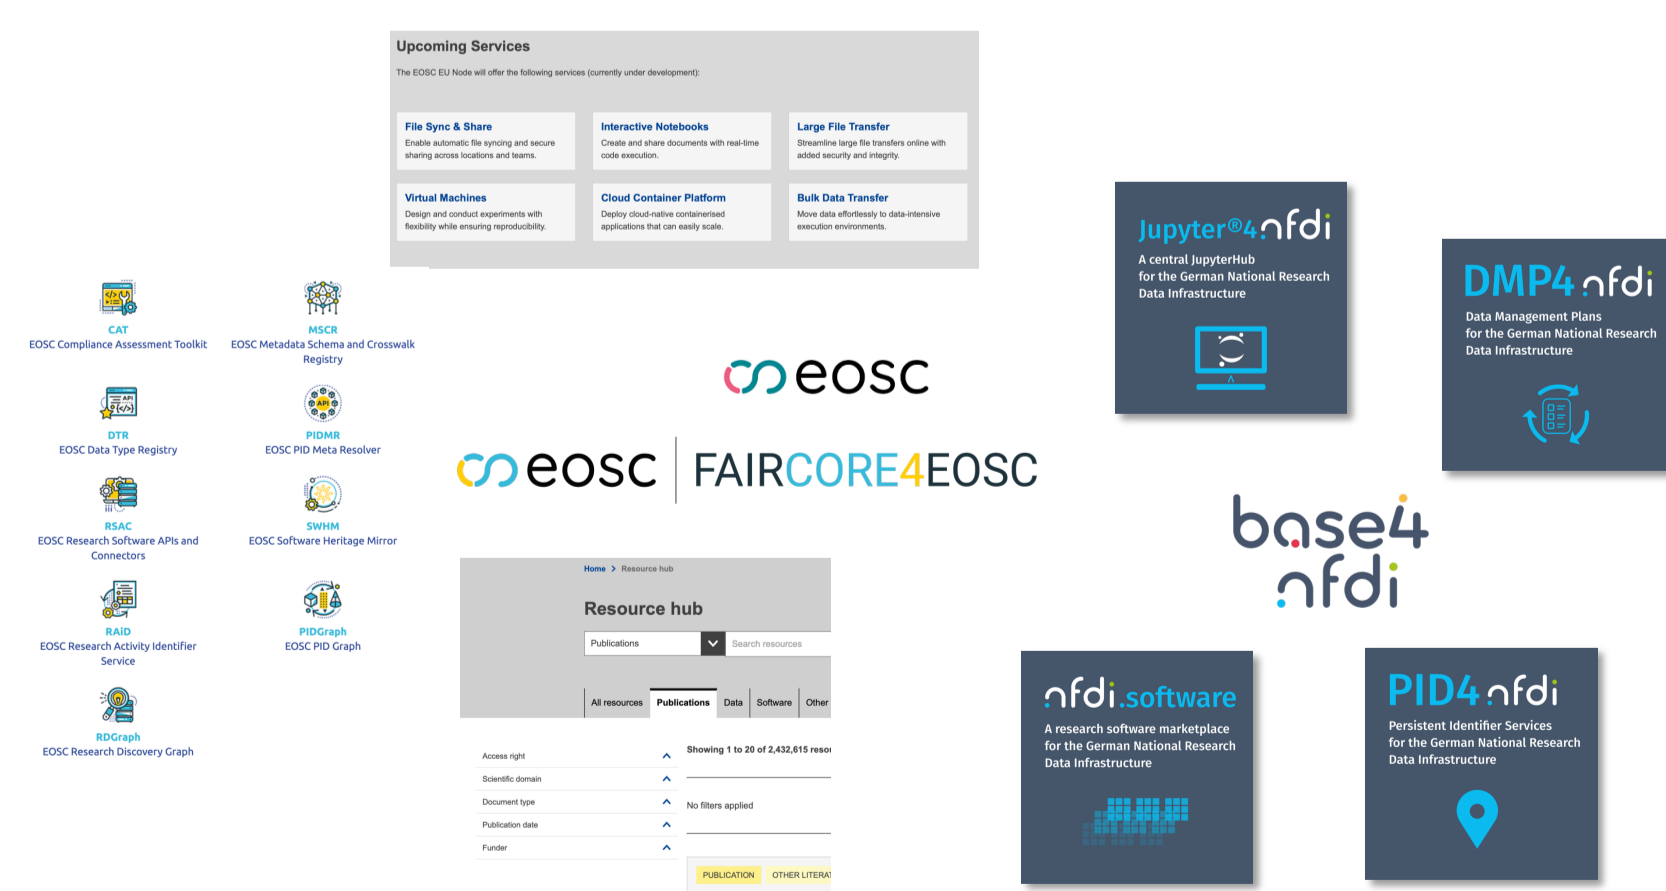 Upcoming Services
The EOSC EU Node will offer the following services (currently under development):
File Sync & Share
Enable automatic file syncing and secure
sharing across locations and teams.
Interactive Notebooks
Create and share documents with real-time
code execution.
Large File Transfer
Streamline large file transfers online with
added security and integrity.
Virtual Machines
Design and conduct experiments with
flexibility while ensuring reproducibility.
Cloud Container Platform
Deploy cloud-native containerised
applications that can easily scale.
Bulk Data Transfer
Move data effortlessly to data-intensive
execution environments.
CAT
EOSC Compliance Assessment Toolkit
MSCR
EOSC Metadata Schema and Crosswalk
Registry
API
DTR
EOSC Data Type Registry
API
PIDMR
EOSC PID Meta Resolver
RSAC
EOSC Research Software APIs and
Connectors
SWHM
EOSC Software Heritage Mirror
RAiD
EOSC Research Activity Identifier
Service
PIDGraph
EOSC PID Graph
RDGraph
EOSC Research Discovery Graph
eosc
eosc | FAIRCORE4EOSC
Home > Resource hub
Resource hub
Publications
Search resources
All resources Publications Data Software Other
Access right
Scientific domain
Document type
Publication date
Funder
Showing 1 to 20 of 2,432,615 resou
No filters applied
PUBLICATION OTHER LITERAT
Jupyter®4.nfdi
A central JupyterHub
for the German National Research
Data Infrastructure
DMP4.nfdi
Data Management Plans
for the German National Research
Data Infrastructure
base4
nfdi
nfdi.software
A research software marketplace
for the German National Research
Data Infrastructure
PID4.nfdi
Persistent Identifier Services
for the German National Research
Data Infrastructure